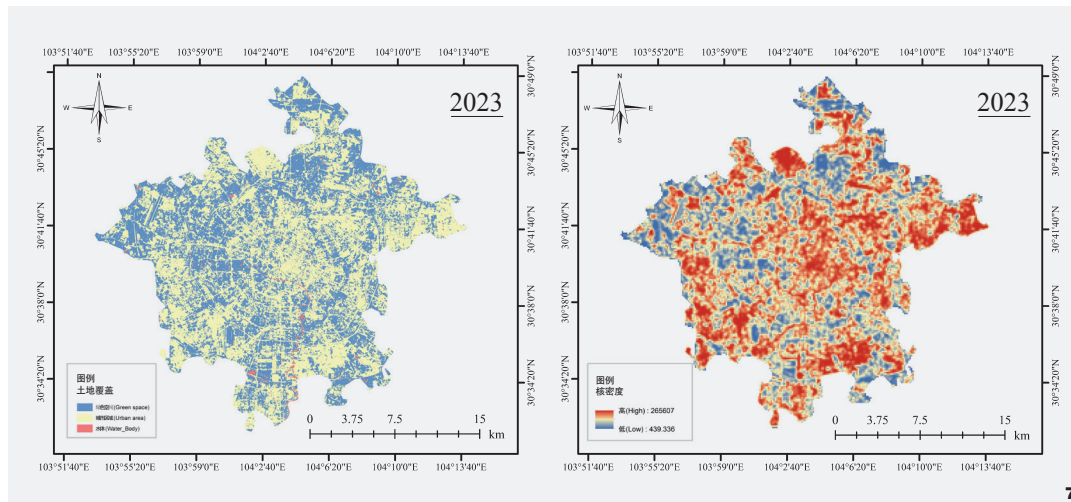 103°51'40"E 103°55'20"E 103°59'0"E 104°2'40"E 104°6'20"E 104°10'0"E 104°13'40"E
N
W E
S
2023
30°49'0"N
30°45'20"N
30°41'40"N
30°38'0"N
30°34'20"N
30°45'20"N
30°41'40"N
30°38'0"N
30°34'20"N
图例
土地覆盖
(Green space)
(Urban area)
水体(Water_Body)
0 3.75 7.5 15
km
103°51'40"E 103°55'20"E 103°59'0"E 104°2'40"E 104°6'20"E 104°10'0"E 104°13'40"E
103°51'40"E 103°55'20"E 103°59'0"E 104°2'40"E 104°6'20"E 104°10'0"E 104°13'40"E
N
W E
S
2023
30°45'20"N
30°41'40"N
30°38'0"N
30°34'20"N
30°49'0"N
30°45'20"N
30°41'40"N
30°38'0"N
30°34'20"N
图例
核密度
高(High) : 265607
低(Low) : 439.336
0 3.75 7.5 15
km
103°51'40"E 103°55'20"E 103°59'0"E 104°2'40"E 104°6'20"E 104°10'0"E 104°13'40"E
7